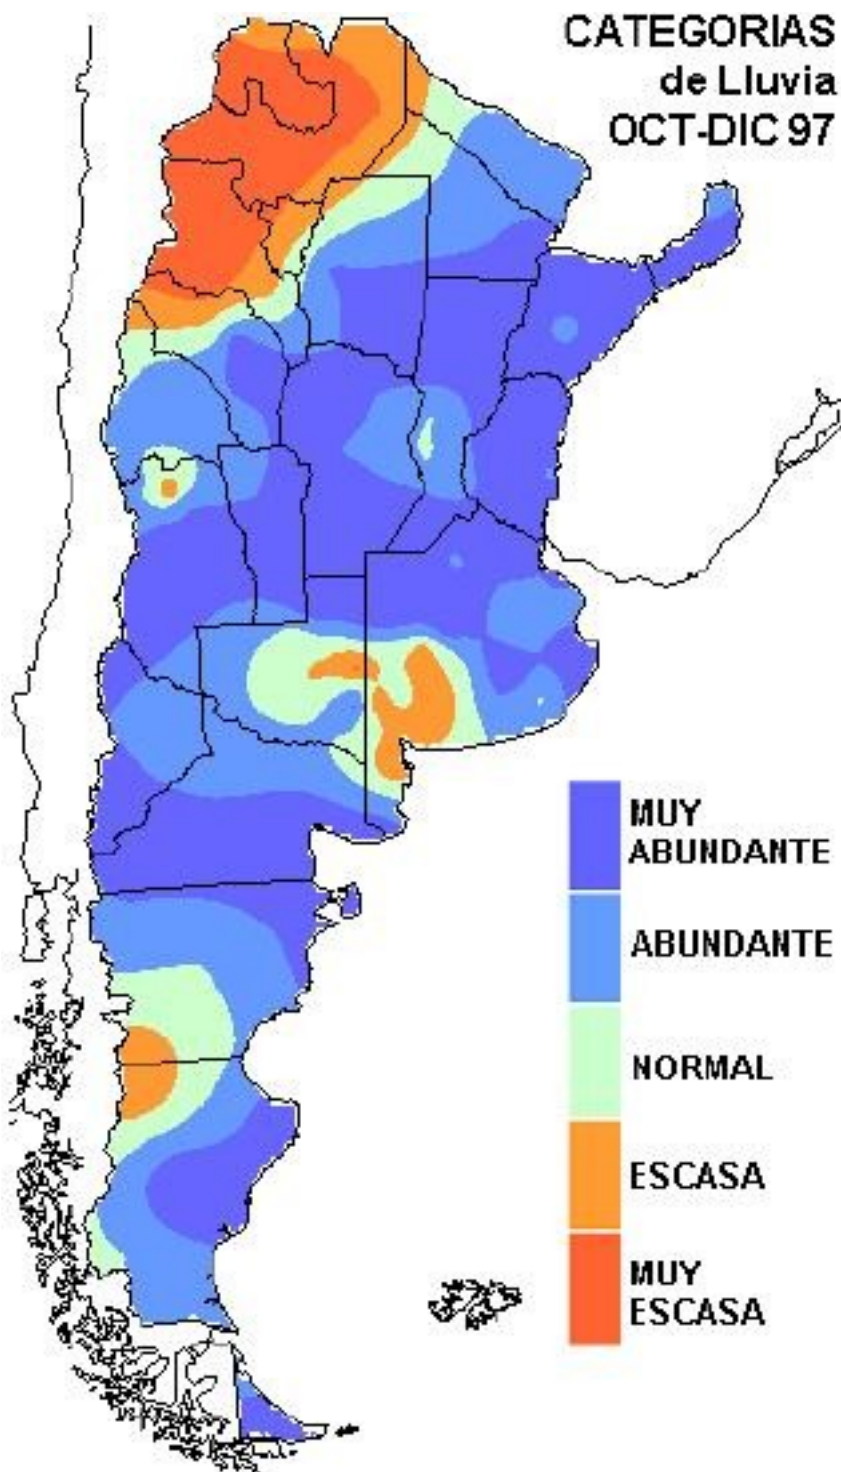 CATEGORIAS
de Lluvia
OCT-DIC 97
MUY
ABUNDANTE
ABUNDANTE
NORMAL
ESCASA
MUY
ESCASA